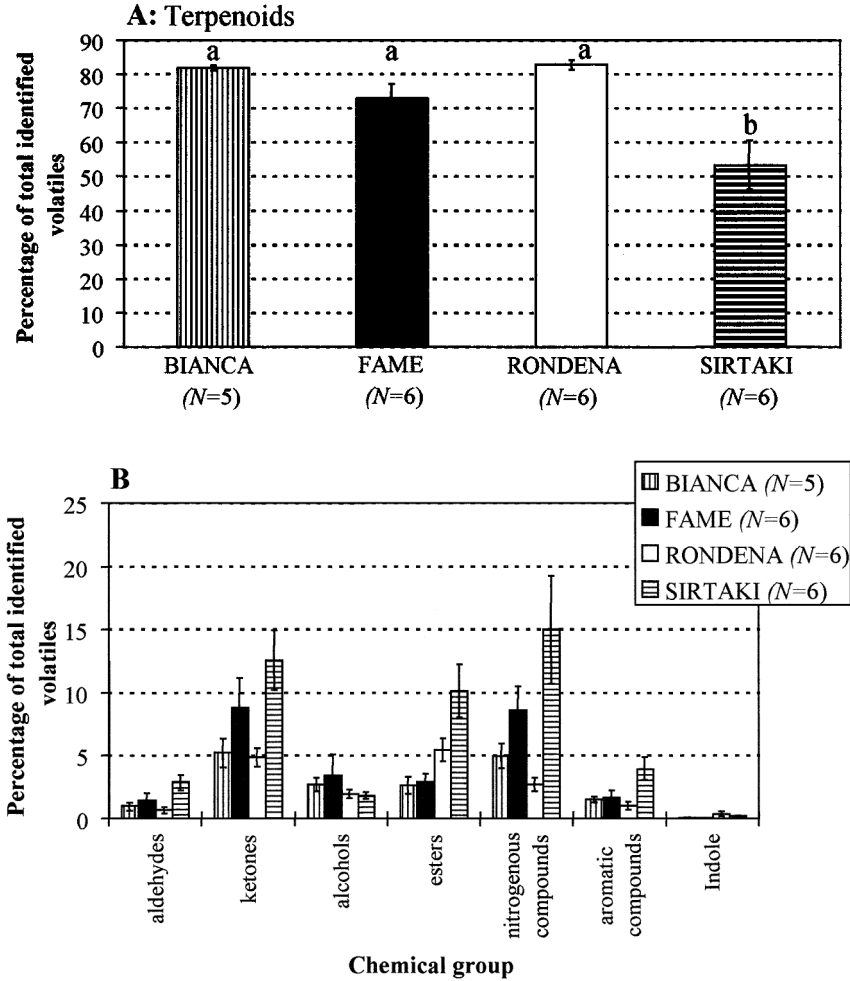 A: Terpenoids
Percentage of total identified
volatiles
90
80
70
60
50
40
30
20
10
0
a
a
a
b
BIANCA
FAME
RONDENA
SIRTAKI
(N=5)
(N=6)
(N=6)
(N=6)
B
BIANCA (N=5)
FAME (N=6)
RONDENA (N=6)
SIRTAKI (N=6)
Percentage of total identified
volatiles
25
20
15
10
5
0
aldehydes
ketones
alcohols
esters
nitrogenous
compounds
aromatic
compounds
Indole
Chemical group